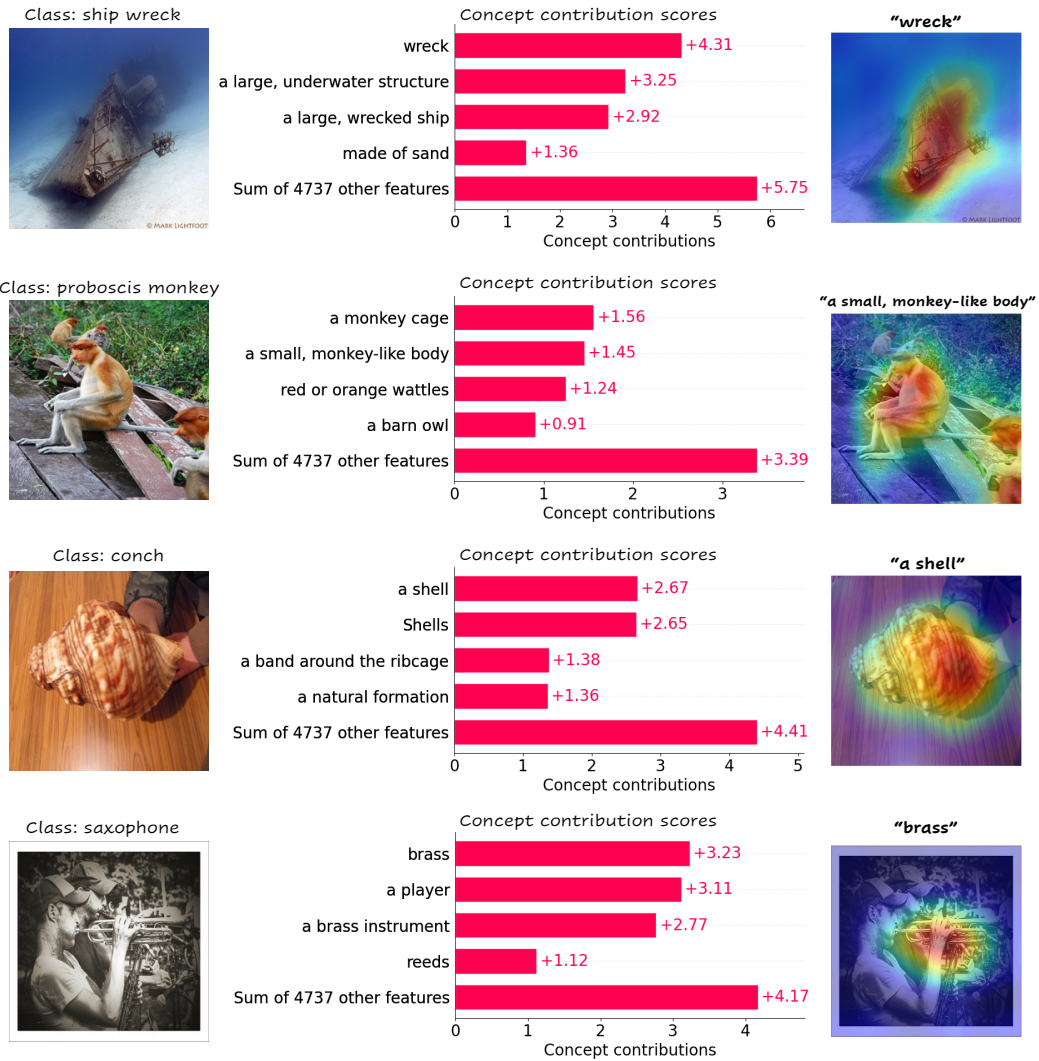 Class: ship wreck
© MARK LIGHTFOOT
Concept contribution scores
wreck
+4.31
a large, underwater structure
+3.25
a large, wrecked ship
+2.92
made of sand
+1.36
Sum of 4737 other features
+5.75
0 1 2 3 4 5 6
Concept contributions
“wreck”
© MARK LIGHTFOOT
Class: proboscis monkey
Concept contribution scores
a monkey cage
+1.56
a small, monkey-like body
+1.45
red or orange wattles
+1.24
a barn owl
+0.91
Sum of 4737 other features
+3.39
0 1 2 3
Concept contributions
“a small, monkey-like body”
Class: conch
Concept contribution scores
a shell
+2.67
Shells
+2.65
a band around the ribcage
+1.38
a natural formation
+1.36
Sum of 4737 other features
+4.41
0 1 2 3 4 5
Concept contributions
“a shell”
Class: saxophone
Concept contribution scores
brass
+3.23
a player
+3.11
a brass instrument
+2.77
reeds
+1.12
Sum of 4737 other features
+4.17
0 1 2 3 4
Concept contributions
“brass”